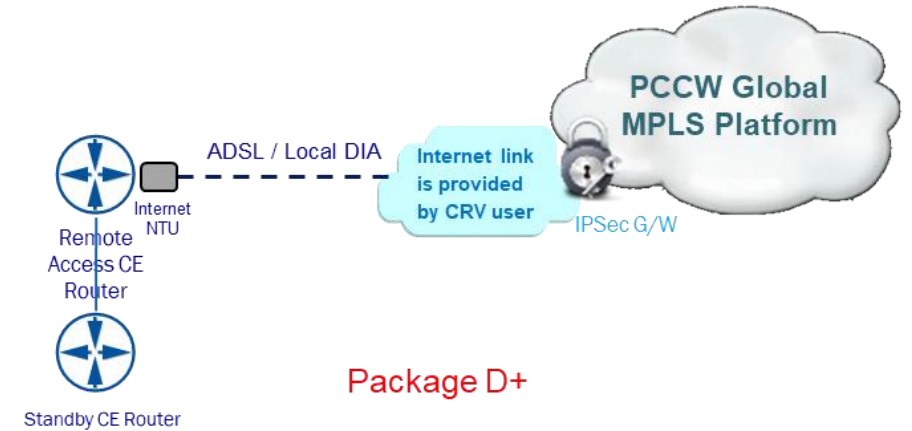 PCCW Global
MPLS Platform
ADSL / Local DIA
Internet link
is provided
by CRV user
Internet
NTU
IPSec G/W
Remote
Access CE
Router
Package D+
Standby CE Router